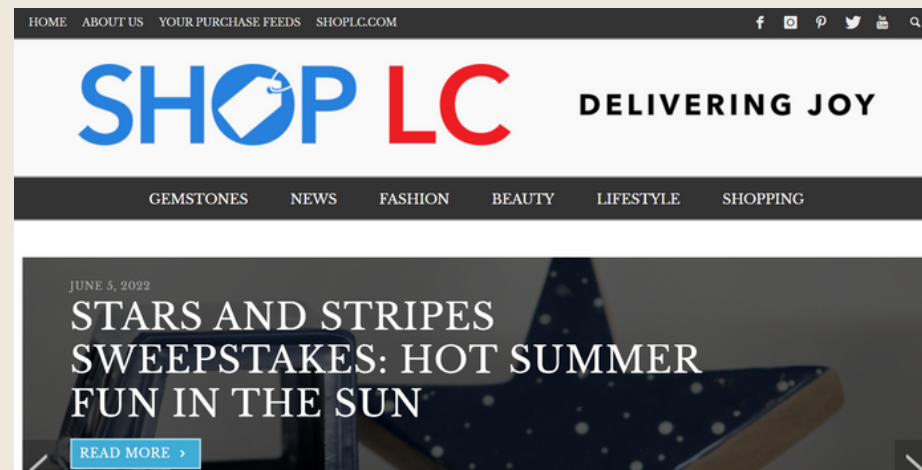 HOME ABOUT US YOUR PURCHASE FEEDS SHOPLC.COM
SHOP LC DELIVERING JOY
GEMSTONES NEWS FASHION BEAUTY LIFESTYLE SHOPPING
JUNE 5, 2022
STARS AND STRIPES
SWEEPSTAKES: HOT SUMMER
FUN IN THE SUN
READ MORE >